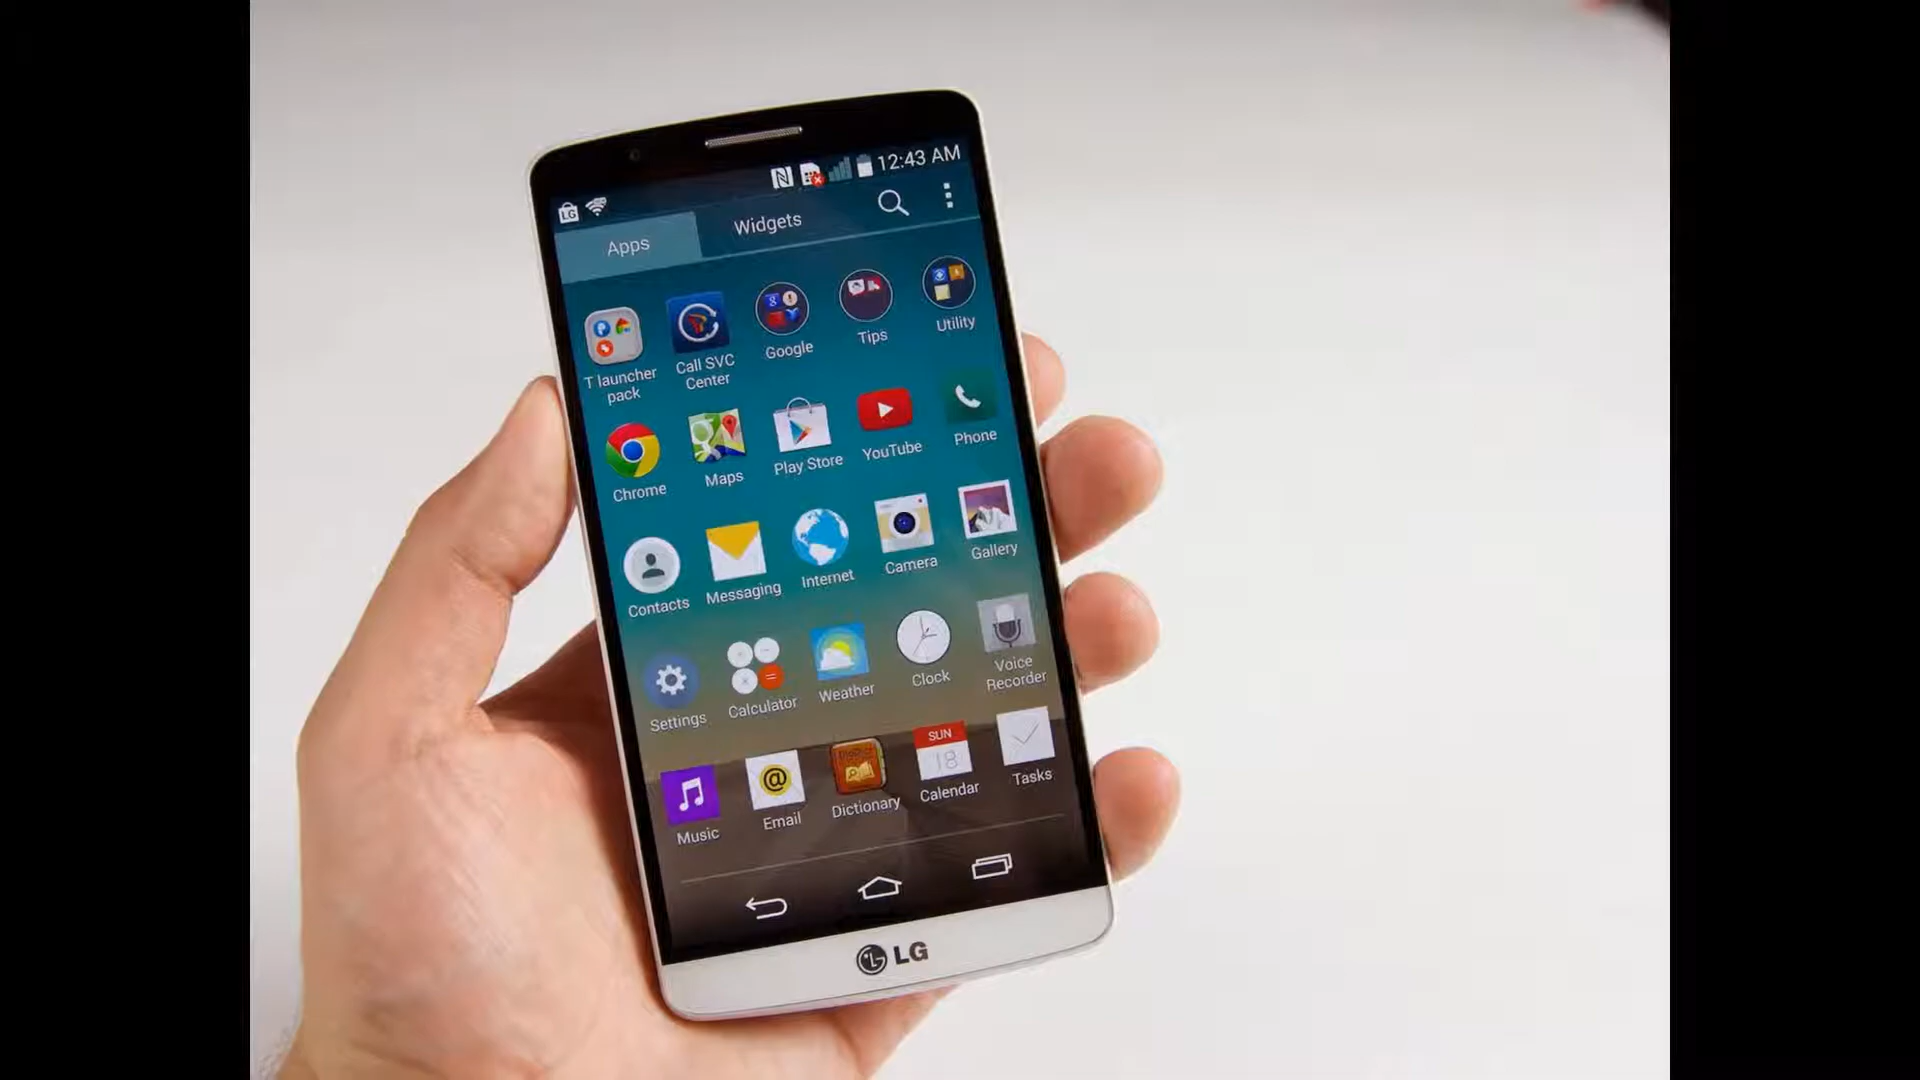 12:43 AM
LG
Apps
Widgets
T launcher
pack
Call SVC
Center
Google
Tips
Utility
Chrome
Maps
Play Store
YouTube
Phone
Contacts
Messaging
Internet
Camera
Gallery
Settings
Calculator
Weather
Clock
Voice
Recorder
SUN
18
Music
Email
Dictionary
Calendar
Tasks
LG